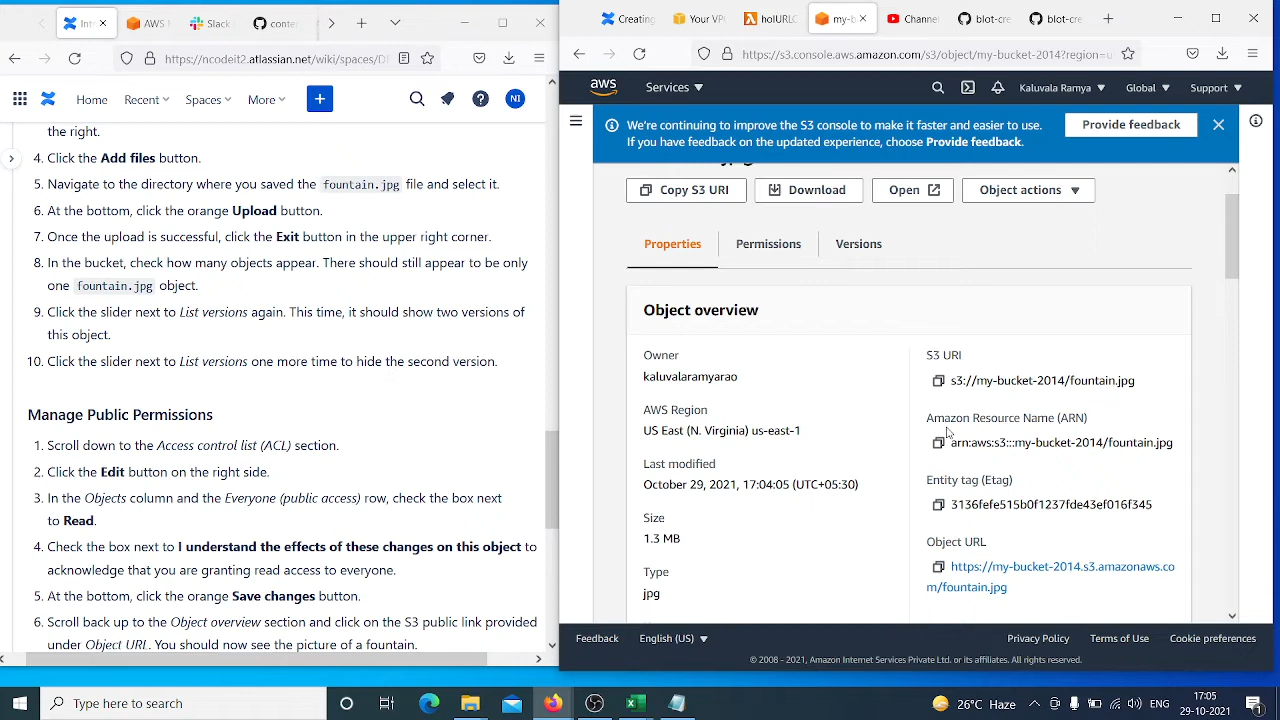 Int
AWS
Slack
conter
https://ncodeit2.atlassian.net/wiki/spaces/DF
Home Recent Spaces More + NI
the right.
4. Click the Add files button.
5. Navigate to the directory where you saved the fountain.jpg file and select it.
6. At the bottom, click the orange Upload button.
7. Once the upload is successful, click the Exit button in the upper right corner.
8. In the bucket, check how many objects appear. There should still appear to be only
one fountain.jpg object.
9. Click the slider next to List versions again. This time, it should show two versions of
this object.
10. Click the slider next to List versions one more time to hide the second version.
Manage Public Permissions
1. Scroll down to the Access control list (ACL) section.
2. Click the Edit button on the right side.
3. In the Objects column and the Everyone (public access) row, check the box next
to Read.
4. Check the box next to I understand the effects of these changes on this object to
acknowledge that you are granting read access to everyone.
5. At the bottom, click the orange Save changes button.
6. Scroll back up to the Object overview section and click on the S3 public link provided
under Object URL. You should now see the picture of a fountain.
Creating
Your VP
holURLC
my-b
Channe
blot-cre
blot-cre
https://s3.console.aws.amazon.com/s3/object/my-bucket-2014?region=u
aws Services Kaluvala Ramya Global Support
We're continuing to improve the S3 console to make it faster and easier to use.
If you have feedback on the updated experience, choose Provide feedback.
Provide feedback
Copy S3 URI Download Open Object actions
Properties Permissions Versions
Object overview
Owner
kaluvalaramyarao
AWS Region
US East (N. Virginia) us-east-1
Last modified
October 29, 2021, 17:04:05 (UTC+05:30)
Size
1.3 MB
Type
jpg
S3 URI
s3://my-bucket-2014/fountain.jpg
Amazon Resource Name (ARN)
arn:aws:s3:::my-bucket-2014/fountain.jpg
Entity tag (Etag)
3136fefe515b0f1237fde43ef016f345
Object URL
https://my-bucket-2014.s3.amazonaws.co
m/fountain.jpg
Feedback English (US) Privacy Policy Terms of Use Cookie preferences
© 2008 - 2021, Amazon Internet Services Private Ltd. or its affiliates. All rights reserved.
Type here to search
26°C Haze
ENG
17:05
29-10-2021